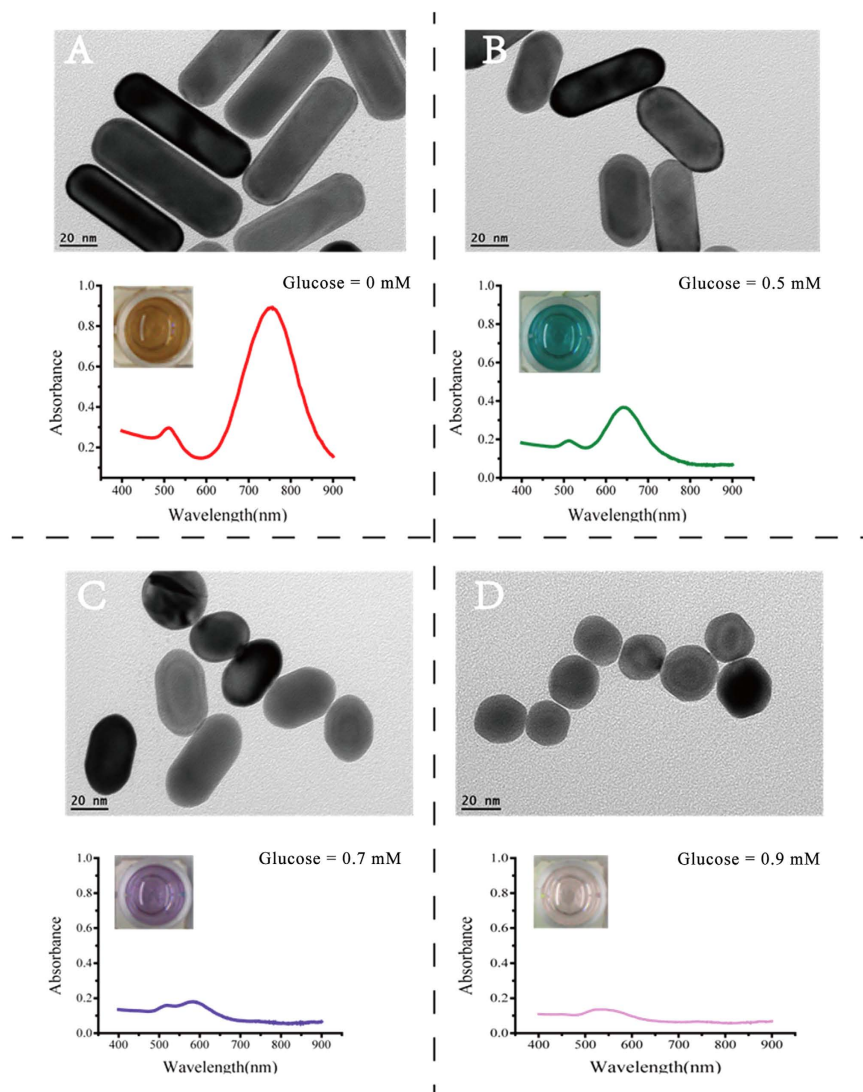 A
20 nm
B
20 nm
Glucose = 0 mM
1.0
0.8
0.6
0.4
0.2
Absorbance
400 500 600 700 800 900
Wavelength(nm)
Glucose = 0.5 mM
1.0
0.8
0.6
0.4
0.2
0.0
Absorbance
400 500 600 700 800 900
Wavelength(nm)
C
20 nm
D
20 nm
Glucose = 0.7 mM
1.0
0.8
0.6
0.4
0.2
0.0
Absorbance
400 500 600 700 800 900
Wavelength(nm)
Glucose = 0.9 mM
1.0
0.8
0.6
0.4
0.2
0.0
Absorbance
400 500 600 700 800 900
Wavelength(nm)